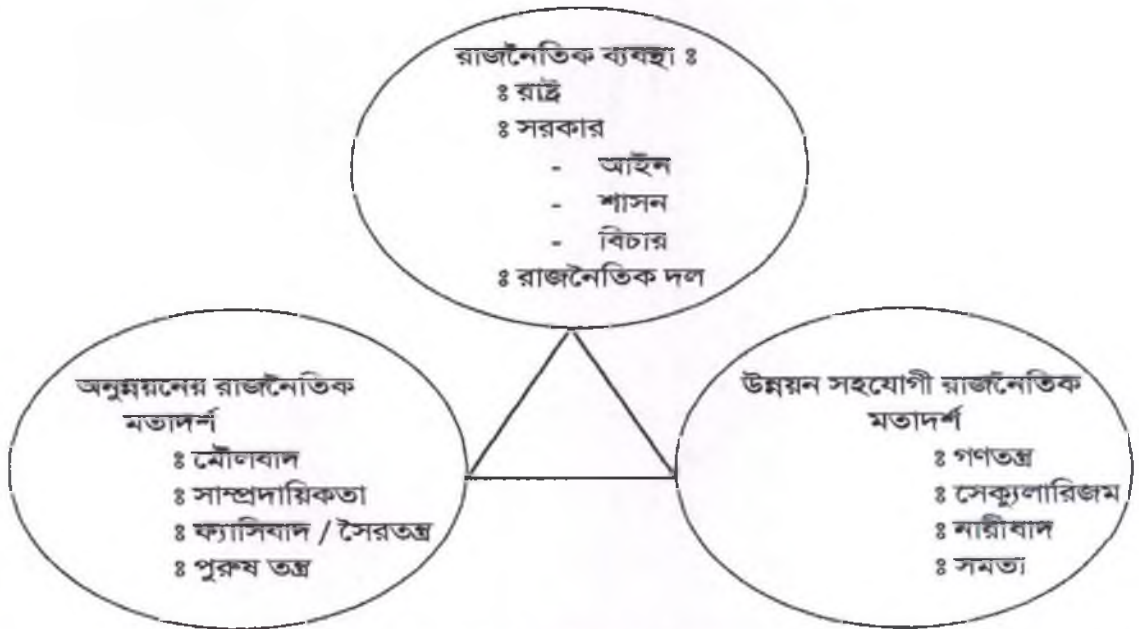 রাজনৈতিক ব্যবস্থা ঃ
ঃ রাষ্ট্র
ঃ সরকার
- আইন
- শাসন
- বিচার
ঃ রাজনৈতিক দল
অনুন্নয়নের রাজনৈতিক
মতাদর্শ
ঃ মৌলবাদ
ঃ সাম্প্রদায়িকতা
ঃ ফ্যাসিবাদ / সৈরতন্ত্র
ঃ পুরুষ তন্ত্র
উন্নয়ন সহযোগী রাজনৈতিক
মতাদর্শ
ঃ গণতন্ত্র
ঃ সেক্যুলারিজম
ঃ নারীবাদ
ঃ সমতা